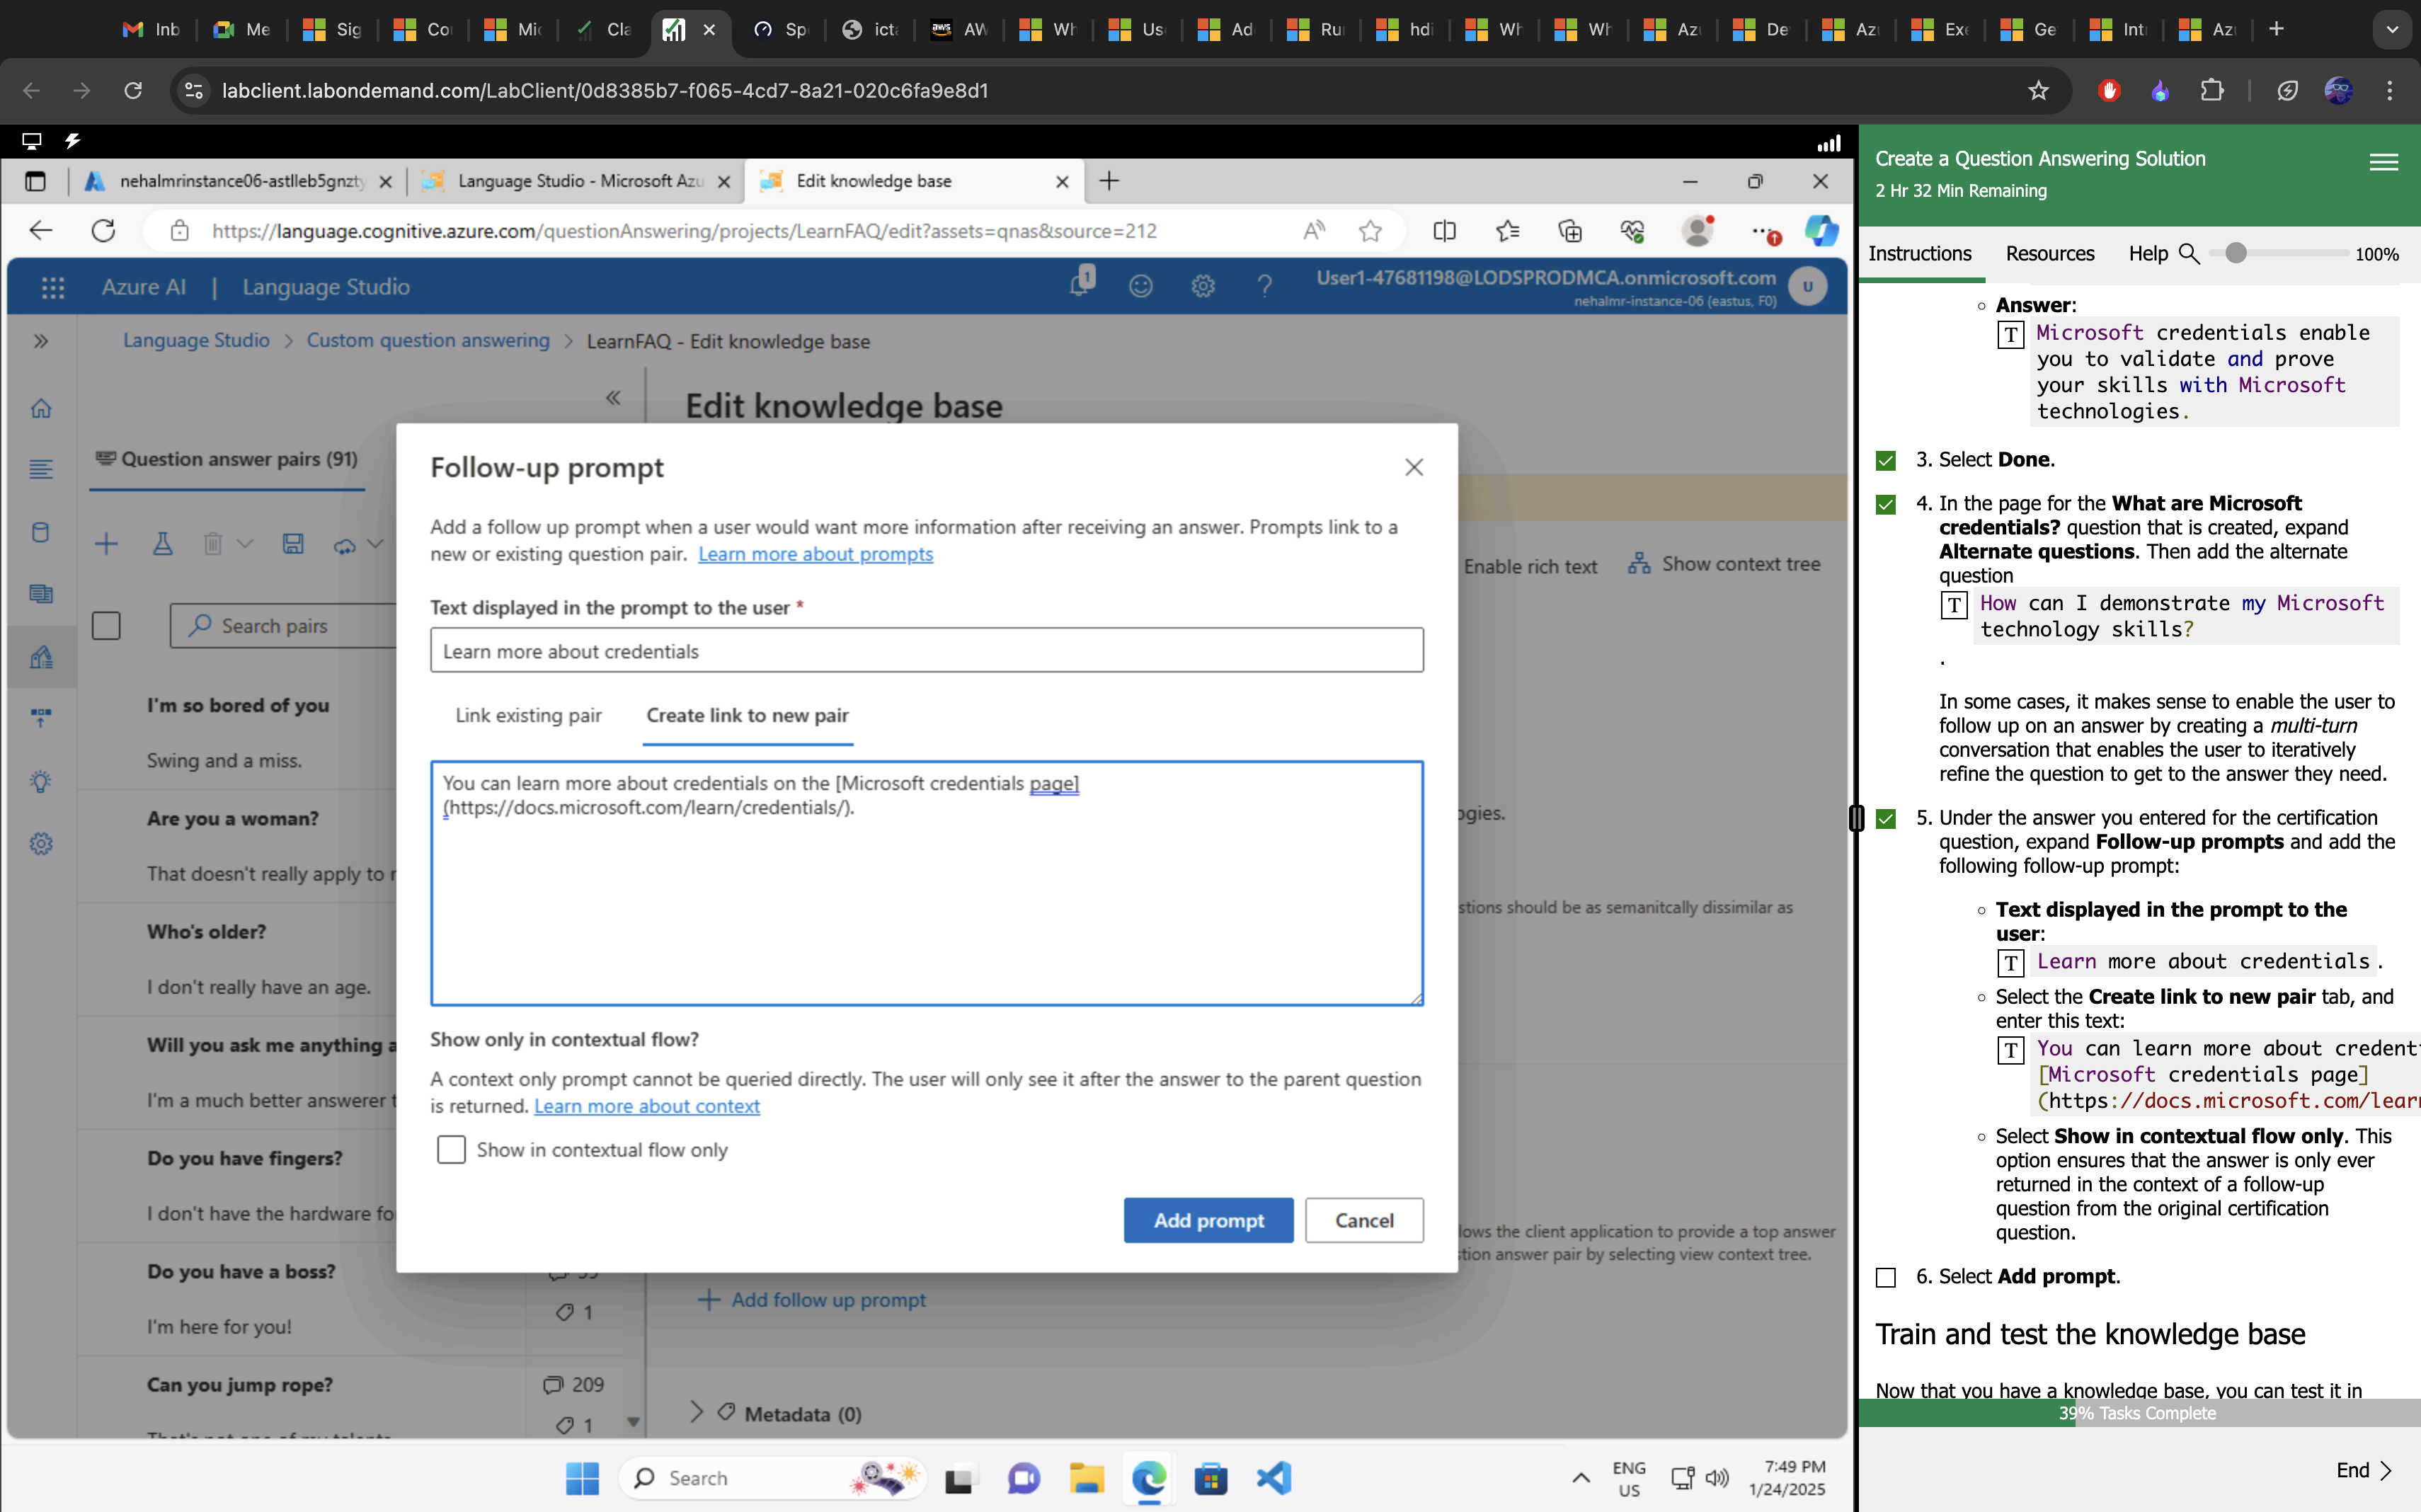 Inb
Me
Sig
Co
Mic
Cla
Sp
icta
aws
AW
Wh
Us
Ad
Ru
hdi
Wh
Wh
Az
De
Az
Exe
Ge
Int
Az
labclient.labondemand.com/LabClient/0d8385b7-f065-4cd7-8a21-020c6fa9e8d1
nehalmrinstance06-astlleb5gnzty
Language Studio - Microsoft Azu
Edit knowledge base
https://language.cognitive.azure.com/questionAnswering/projects/LearnFAQ/edit?assets=qnas&source=212
Azure AI | Language Studio
1
User1-47681198@LODSPRODMCA.onmicrosoft.com
nehalmr-instance-06 (eastus, F0)
U
Language Studio > Custom question answering > LearnFAQ - Edit knowledge base
Edit knowledge base
Question answer pairs (91)
Search pairs
Enable rich text
Show context tree
I'm so bored of you
Swing and a miss.
Are you a woman?
That doesn't really apply to
Who's older?
I don't really have an age.
Will you ask me anything
I'm a much better answerer
Do you have fingers?
I don't have the hardware fo
Do you have a boss?
1
I'm here for you!
Can you jump rope?
209
1
ogies.
stions should be as semanitcally dissimilar as
lows the client application to provide a top answer
tion answer pair by selecting view context tree.
Add follow up prompt
Metadata (0)
Follow-up prompt
Add a follow up prompt when a user would want more information after receiving an answer. Prompts link to a
new or existing question pair. Learn more about prompts
Text displayed in the prompt to the user *
Learn more about credentials
Link existing pair
Create link to new pair
You can learn more about credentials on the [Microsoft credentials page]
(https://docs.microsoft.com/learn/credentials/).
Show only in contextual flow?
A context only prompt cannot be queried directly. The user will only see it after the answer to the parent question
is returned. Learn more about context
Show in contextual flow only
Add prompt
Cancel
Search
ENG
US
7:49 PM
1/24/2025
Create a Question Answering Solution
2 Hr 32 Min Remaining
Instructions
Resources
Help
100%
Answer:
T
Microsoft credentials enable
you to validate and prove
your skills with Microsoft
technologies.
3. Select Done.
4. In the page for the What are Microsoft
credentials? question that is created, expand
Alternate questions. Then add the alternate
question
T
How can I demonstrate my Microsoft
technology skills?
.
In some cases, it makes sense to enable the user to
follow up on an answer by creating a multi-turn
conversation that enables the user to iteratively
refine the question to get to the answer they need.
5. Under the answer you entered for the certification
question, expand Follow-up prompts and add the
following follow-up prompt:
Text displayed in the prompt to the
user:
T
Learn more about credentials.
Select the Create link to new pair tab, and
enter this text:
T
You can learn more about credent
[Microsoft credentials page]
(https://docs.microsoft.com/lear
Select Show in contextual flow only. This
option ensures that the answer is only ever
returned in the context of a follow-up
question from the original certification
question.
6. Select Add prompt.
Train and test the knowledge base
Now that you have a knowledge base, you can test it in
39% Tasks Complete
End